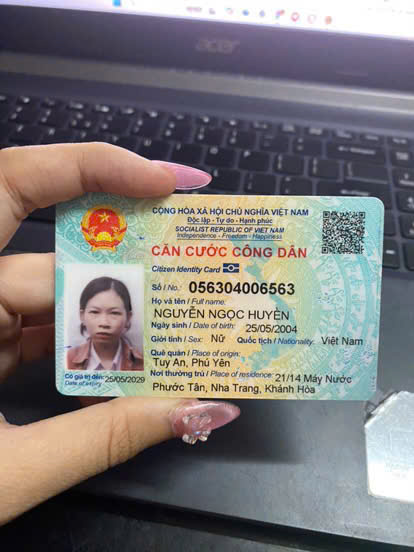 acer
CỘNG HÒA XÃ HỘI CHỦ NGHĨA VIỆT NAM
Độc lập - Tự do - Hạnh phúc
SOCIALIST REPUBLIC OF VIET NAM
Independence - Freedom - Happiness
CĂN CƯỚC CÔNG DÂN
Citizen Identity Card
Số / No.: 056304006563
Họ và tên / Full name:
NGUYỄN NGỌC HUYỀN
Ngày sinh / Date of birth: 25/05/2004
Giới tính / Sex: Nữ Quốc tịch / Nationality: Việt Nam
Quê quán / Place of origin:
Tuy An, Phú Yên
Nơi thường trú / Place of residence: 21/14 Máy Nước
Phước Tân, Nha Trang, Khánh Hòa
Có giá trị đến: 25/05/2029
Date of expiry